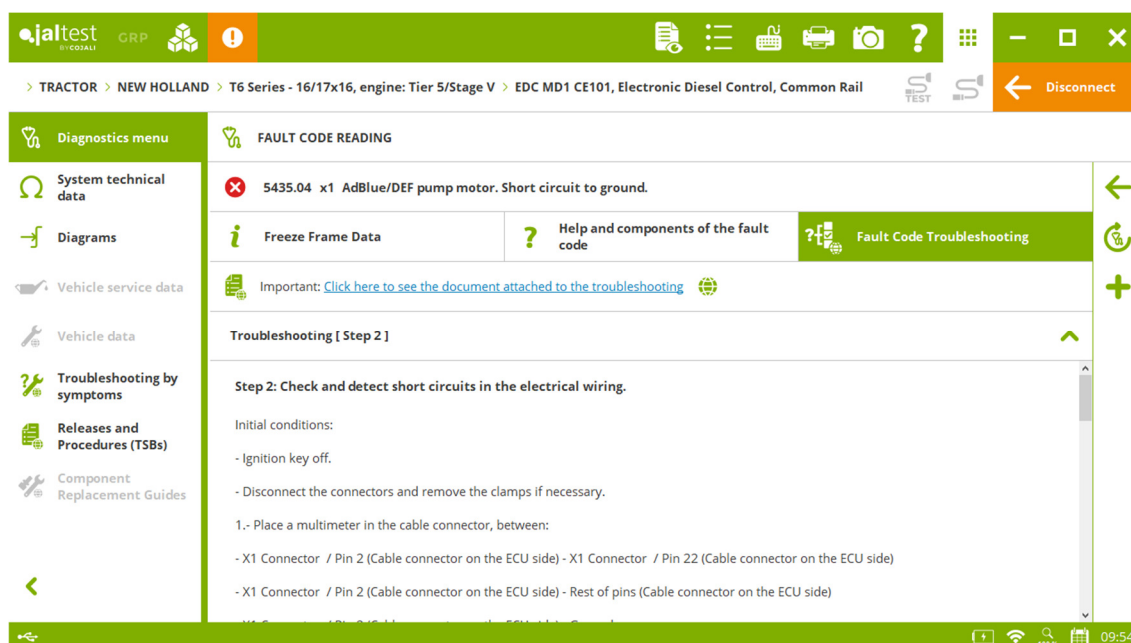 jaltest GRP
BY COJALI
> TRACTOR > NEW HOLLAND > T6 Series - 16/17x16, engine: Tier 5/Stage V > EDC MD1 CE101, Electronic Diesel Control, Common Rail
TEST
Disconnect
Diagnostics menu
System technical
data
Diagrams
Vehicle service data
Vehicle data
Troubleshooting by
symptoms
Releases and
Procedures (TSBs)
Component
Replacement Guides
FAULT CODE READING
5435.04 x1 AdBlue/DEF pump motor. Short circuit to ground.
Freeze Frame Data
Help and components of the fault
code
Fault Code Troubleshooting
Important: Click here to see the document attached to the troubleshooting
Troubleshooting [ Step 2 ]
Step 2: Check and detect short circuits in the electrical wiring.
Initial conditions:
- Ignition key off.
- Disconnect the connectors and remove the clamps if necessary.
1.- Place a multimeter in the cable connector, between:
- X1 Connector / Pin 2 (Cable connector on the ECU side) - X1 Connector / Pin 22 (Cable connector on the ECU side)
- X1 Connector / Pin 2 (Cable connector on the ECU side) - Rest of pins (Cable connector on the ECU side)
09:54